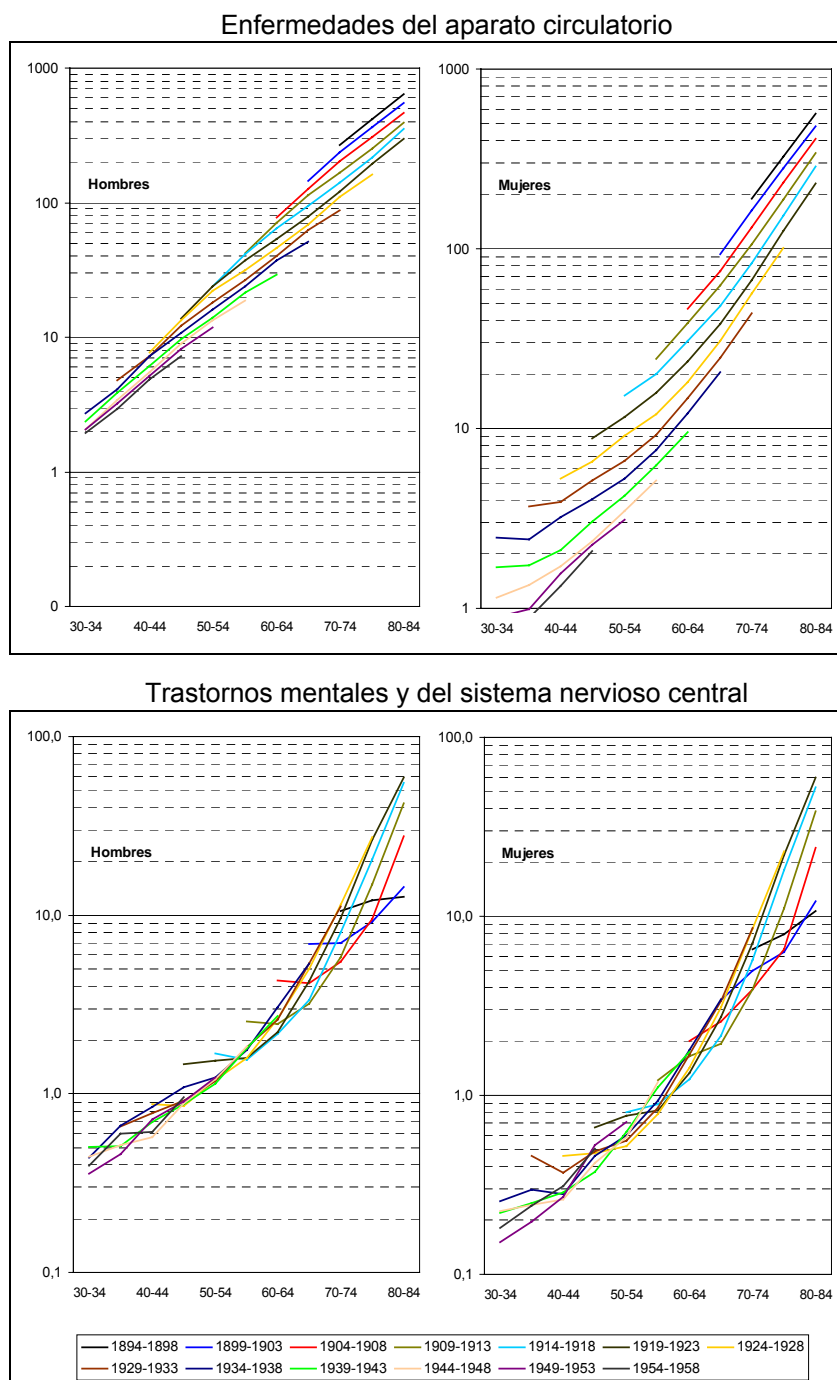 Enfermedades del aparato circulatorio
1000
100
10
1
0
Hombres
30-34 40-44 50-54 60-64 70-74 80-84
1000
100
10
1
Mujeres
30-34 40-44 50-54 60-64 70-74 80-84
Trastornos mentales y del sistema nervioso central
100,0
10,0
1,0
0,1
Hombres
30-34 40-44 50-54 60-64 70-74 80-84
100,0
10,0
1,0
0,1
Mujeres
30-34 40-44 50-54 60-64 70-74 80-84
1894-1898 1899-1903 1904-1908 1909-1913 1914-1918 1919-1923 1924-1928
1929-1933 1934-1938 1939-1943 1944-1948 1949-1953 1954-1958